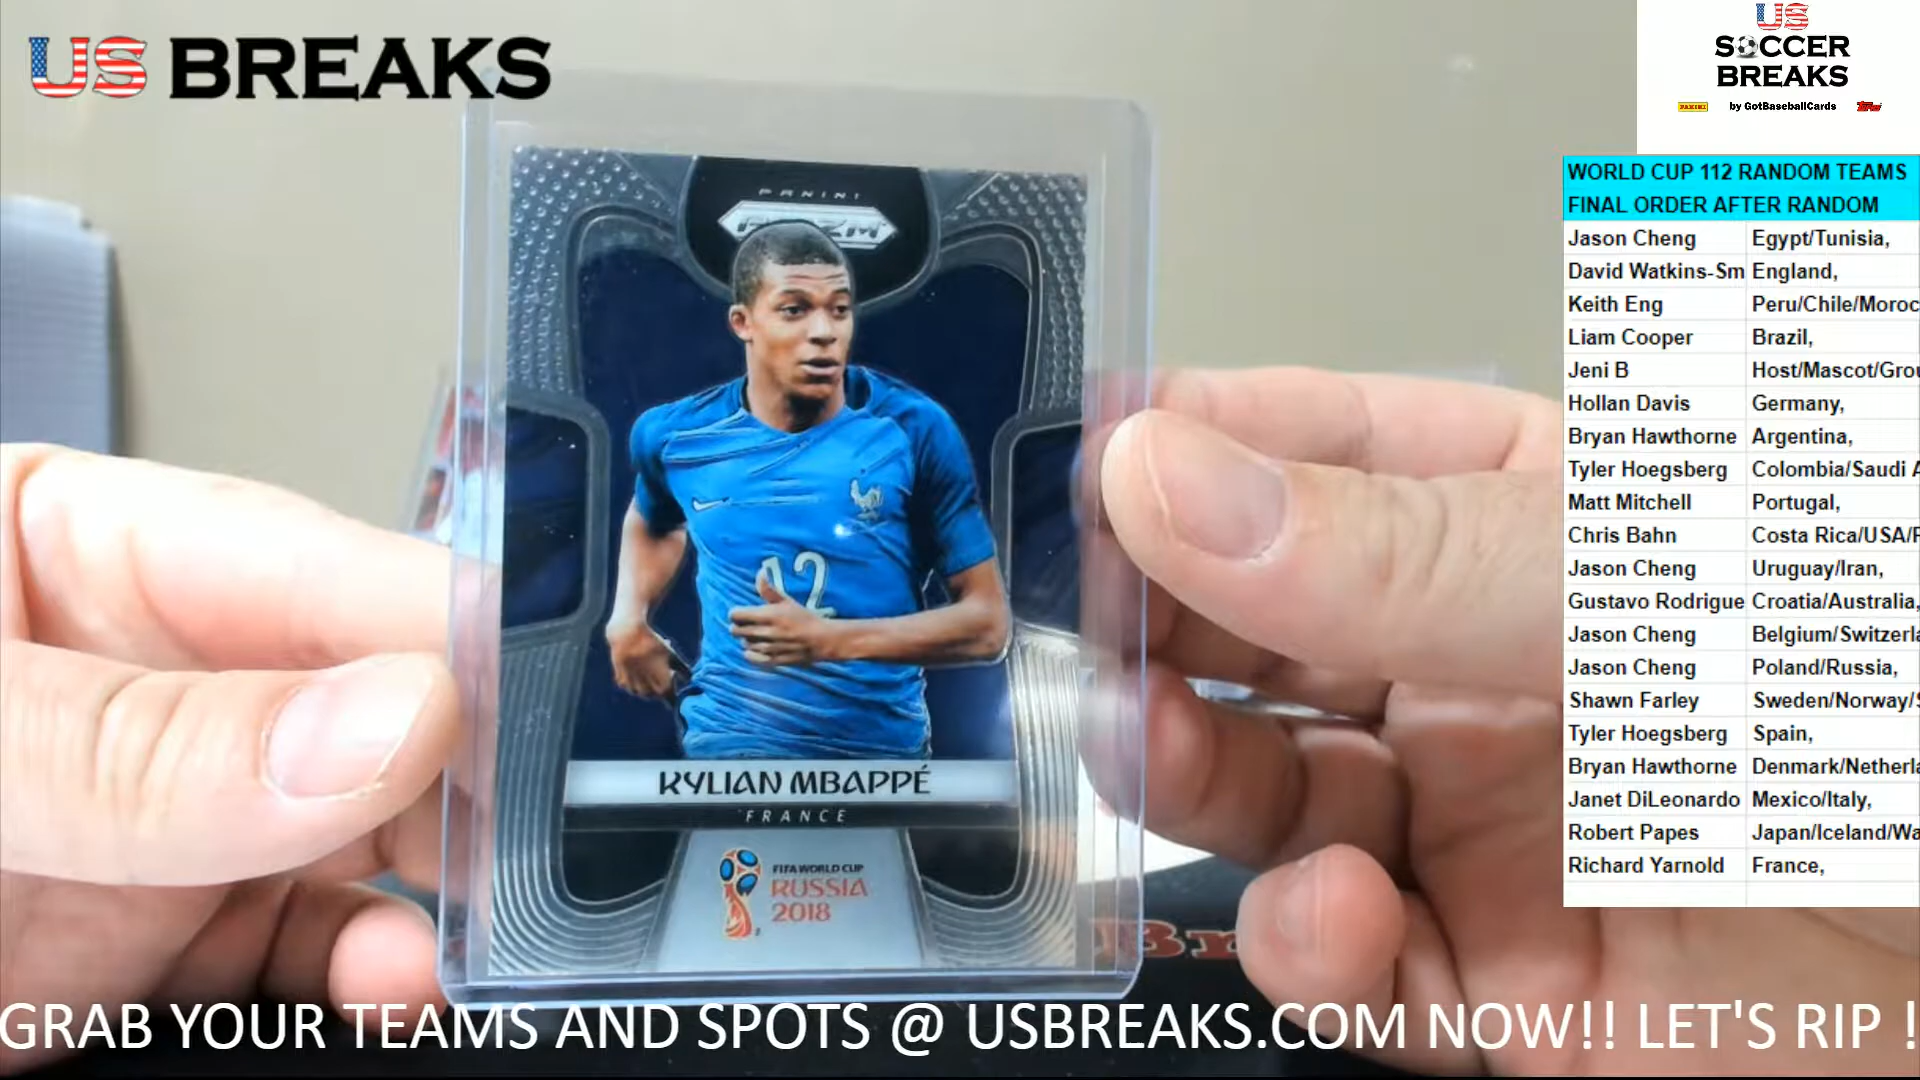 US BREAKS
US
SOCCER
BREAKS
PANINI
by GotBaseballCards
Topps
PANINI
PRIZM
12
KYLIAN MBAPPÉ
FRANCE
FIFA WORLD CUP
RUSSIA
2018
WORLD CUP 112 RANDOM TEAMS
FINAL ORDER AFTER RANDOM
Jason Cheng Egypt/Tunisia,
David Watkins-Sm England,
Keith Eng Peru/Chile/Moroc
Liam Cooper Brazil,
Jeni B Host/Mascot/Grou
Hollan Davis Germany,
Bryan Hawthorne Argentina,
Tyler Hoegsberg Colombia/Saudi A
Matt Mitchell Portugal,
Chris Bahn Costa Rica/USA/
Jason Cheng Uruguay/Iran,
Gustavo Rodrigue Croatia/Australia,
Jason Cheng Belgium/Switzerla
Jason Cheng Poland/Russia,
Shawn Farley Sweden/Norway/
Tyler Hoegsberg Spain,
Bryan Hawthorne Denmark/Netherla
Janet DiLeonardo Mexico/Italy,
Robert Papes Japan/Iceland/Wa
Richard Yarnold France,
Br
GRAB YOUR TEAMS AND SPOTS @ USBREAKS.COM NOW!! LET'S RIP !